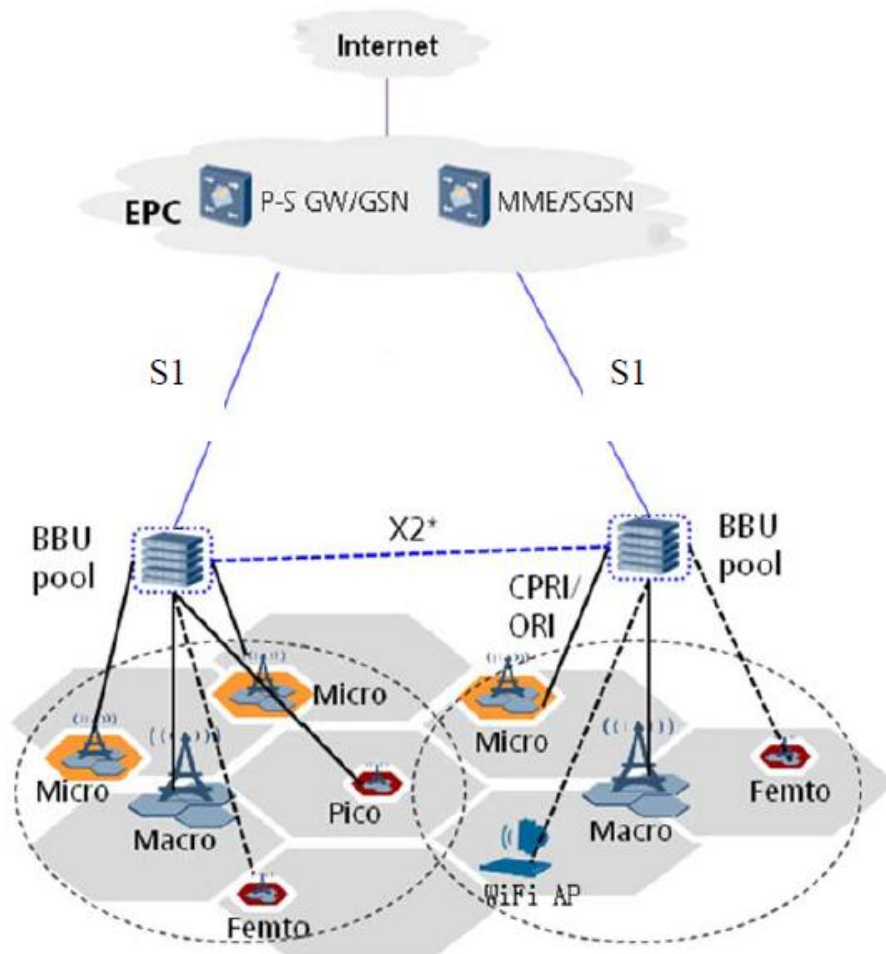 Internet
EPC
P-S GW/GSN
MME/SGSN
S1
S1
BBU
pool
X2*
BBU
pool
CPRI/
ORI
Micro
Micro
Micro
Pico
Macro
Femto
Macro
Femto
WiFi AP